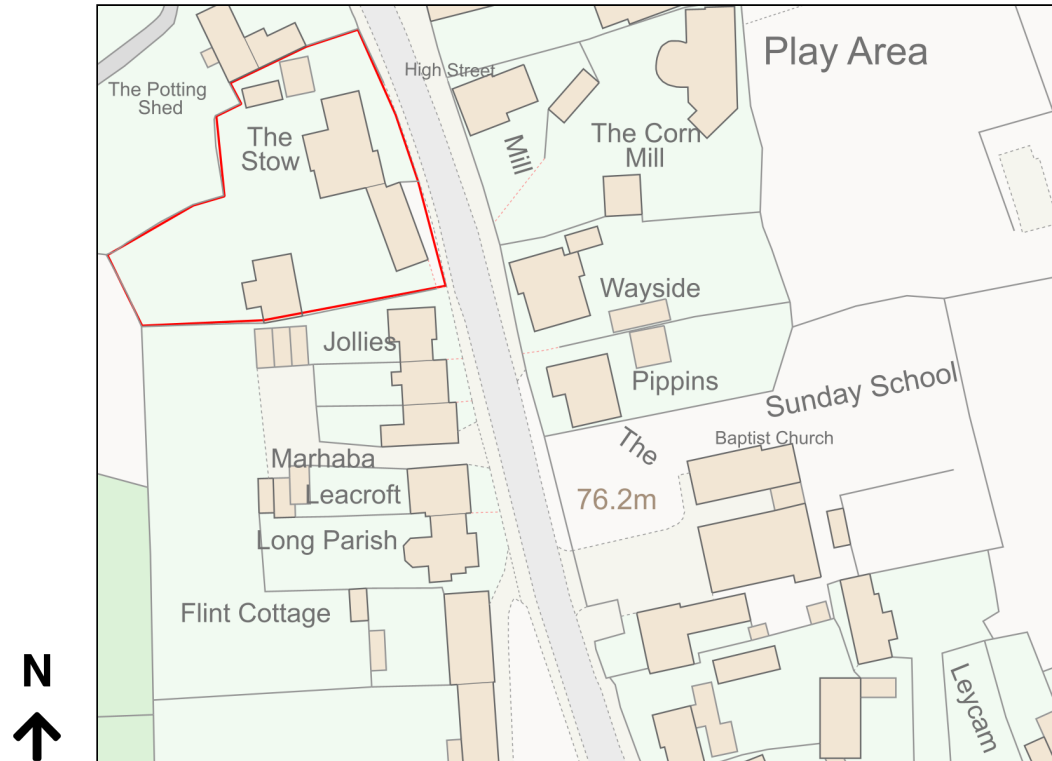 Play Area
High Street
The Potting
Shed
The
Stow
Mill
The Corn
Mill
Wayside
Jollies
Pippins
Sunday School
The
Baptist Church
Marhaba
Leacroft
76.2m
Long Parish
Flint Cottage
N
Leycam